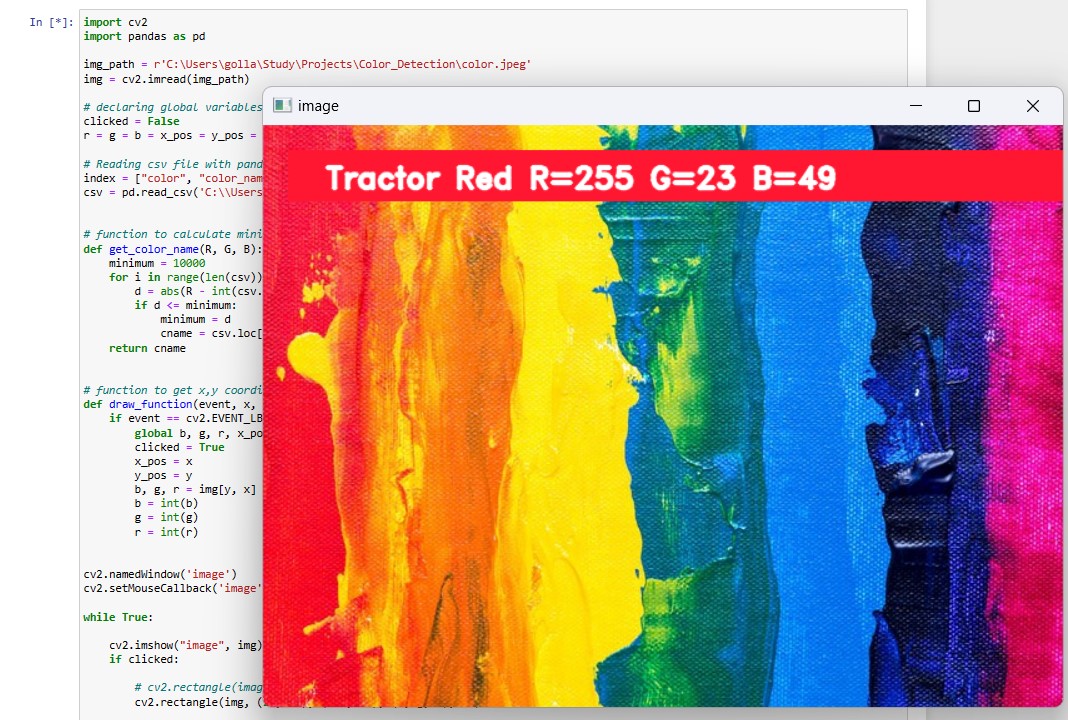 In [*]:
import cv2
import pandas as pd
img_path = r'C:\Users\golla\Study\Projects\Color_Detection\color.jpeg'
img = cv2.imread(img_path)
# declaring global variables
clicked = False
r = g = b = x_pos = y_pos =
# Reading csv file with pand
index = ["color", "color_nam
csv = pd.read_csv('C:\\Users
# function to calculate mini
def get_color_name(R, G, B):
    minimum = 10000
    for i in range(len(csv))
        d = abs(R - int(csv.
        if d <= minimum:
            minimum = d
            cname = csv.loc[
    return cname
# function to get x,y coordi
def draw_function(event, x,
    if event == cv2.EVENT_LB
        global b, g, r, x_po
        clicked = True
        x_pos = x
        y_pos = y
        b, g, r = img[y, x]
        b = int(b)
        g = int(g)
        r = int(r)
cv2.namedWindow('image')
cv2.setMouseCallback('image'
while True:
    cv2.imshow("image", img)
    if clicked:
        # cv2.rectangle(imag
        cv2.rectangle(img, (
image
Tractor Red R=255 G=23 B=49